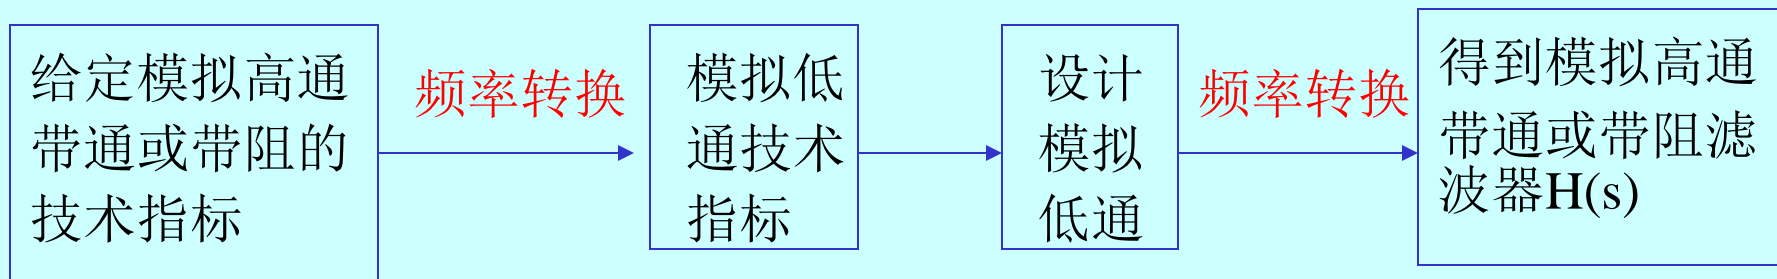 给定模拟高通
带通或带阻的
技术指标
频率转换
模拟低
通技术
指标
设计
模拟
低通
频率转换
得到模拟高通
带通或带阻滤
波器H(s)